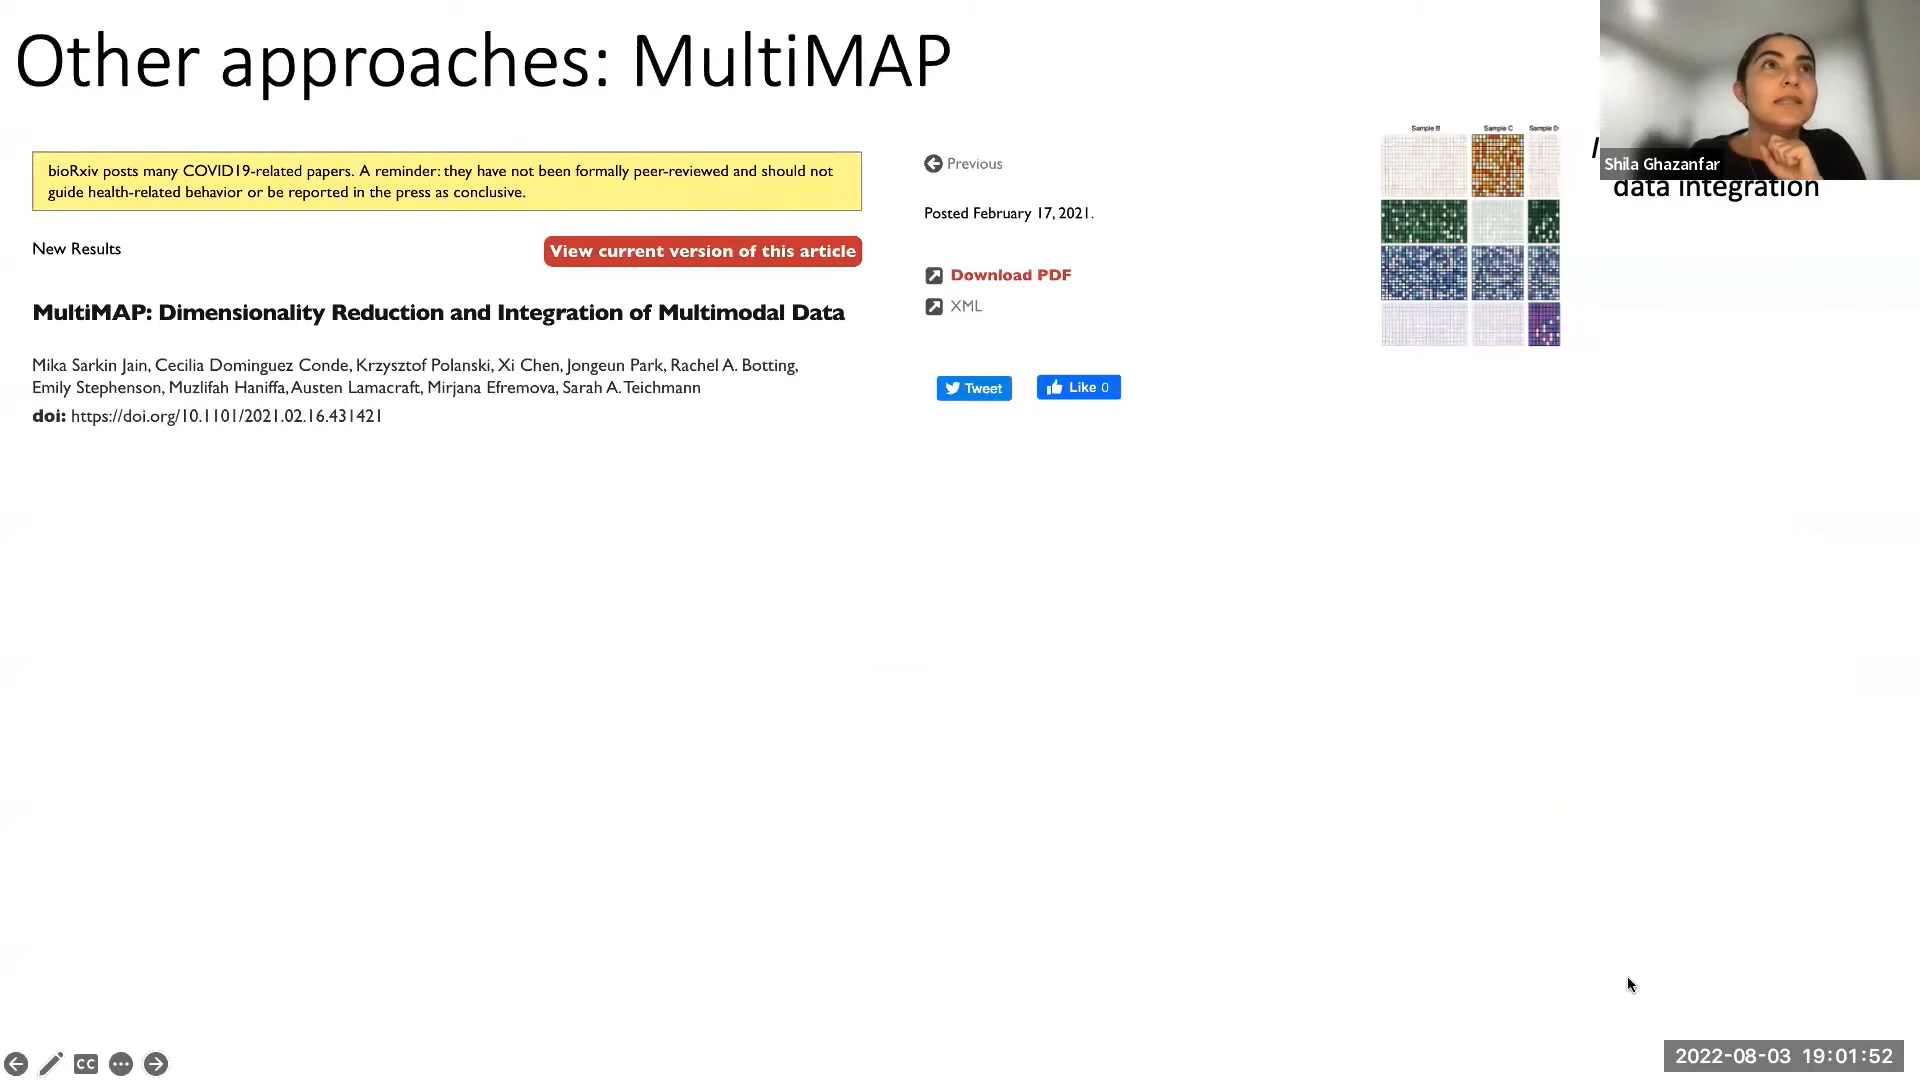 Other approaches: MultiMAP
bioRxiv posts many COVID19-related papers. A reminder: they have not been formally peer-reviewed and should not
guide health-related behavior or be reported in the press as conclusive.
New Results
View current version of this article
MultiMAP: Dimensionality Reduction and Integration of Multimodal Data
Mika Sarkin Jain, Cecilia Dominguez Conde, Krzysztof Polanski, Xi Chen, Jongeun Park, Rachel A. Botting,
Emily Stephenson, Muzlifah Haniffa, Austen Lamacraft, Mirjana Efremova, Sarah A. Teichmann
doi: https://doi.org/10.1101/2021.02.16.431421
Previous
Posted February 17, 2021.
Download PDF
XML
Tweet
Like 0
Sample B Sample C Sample D
Shila Ghazanfar
data integration
CC
2022-08-03 19:01:52